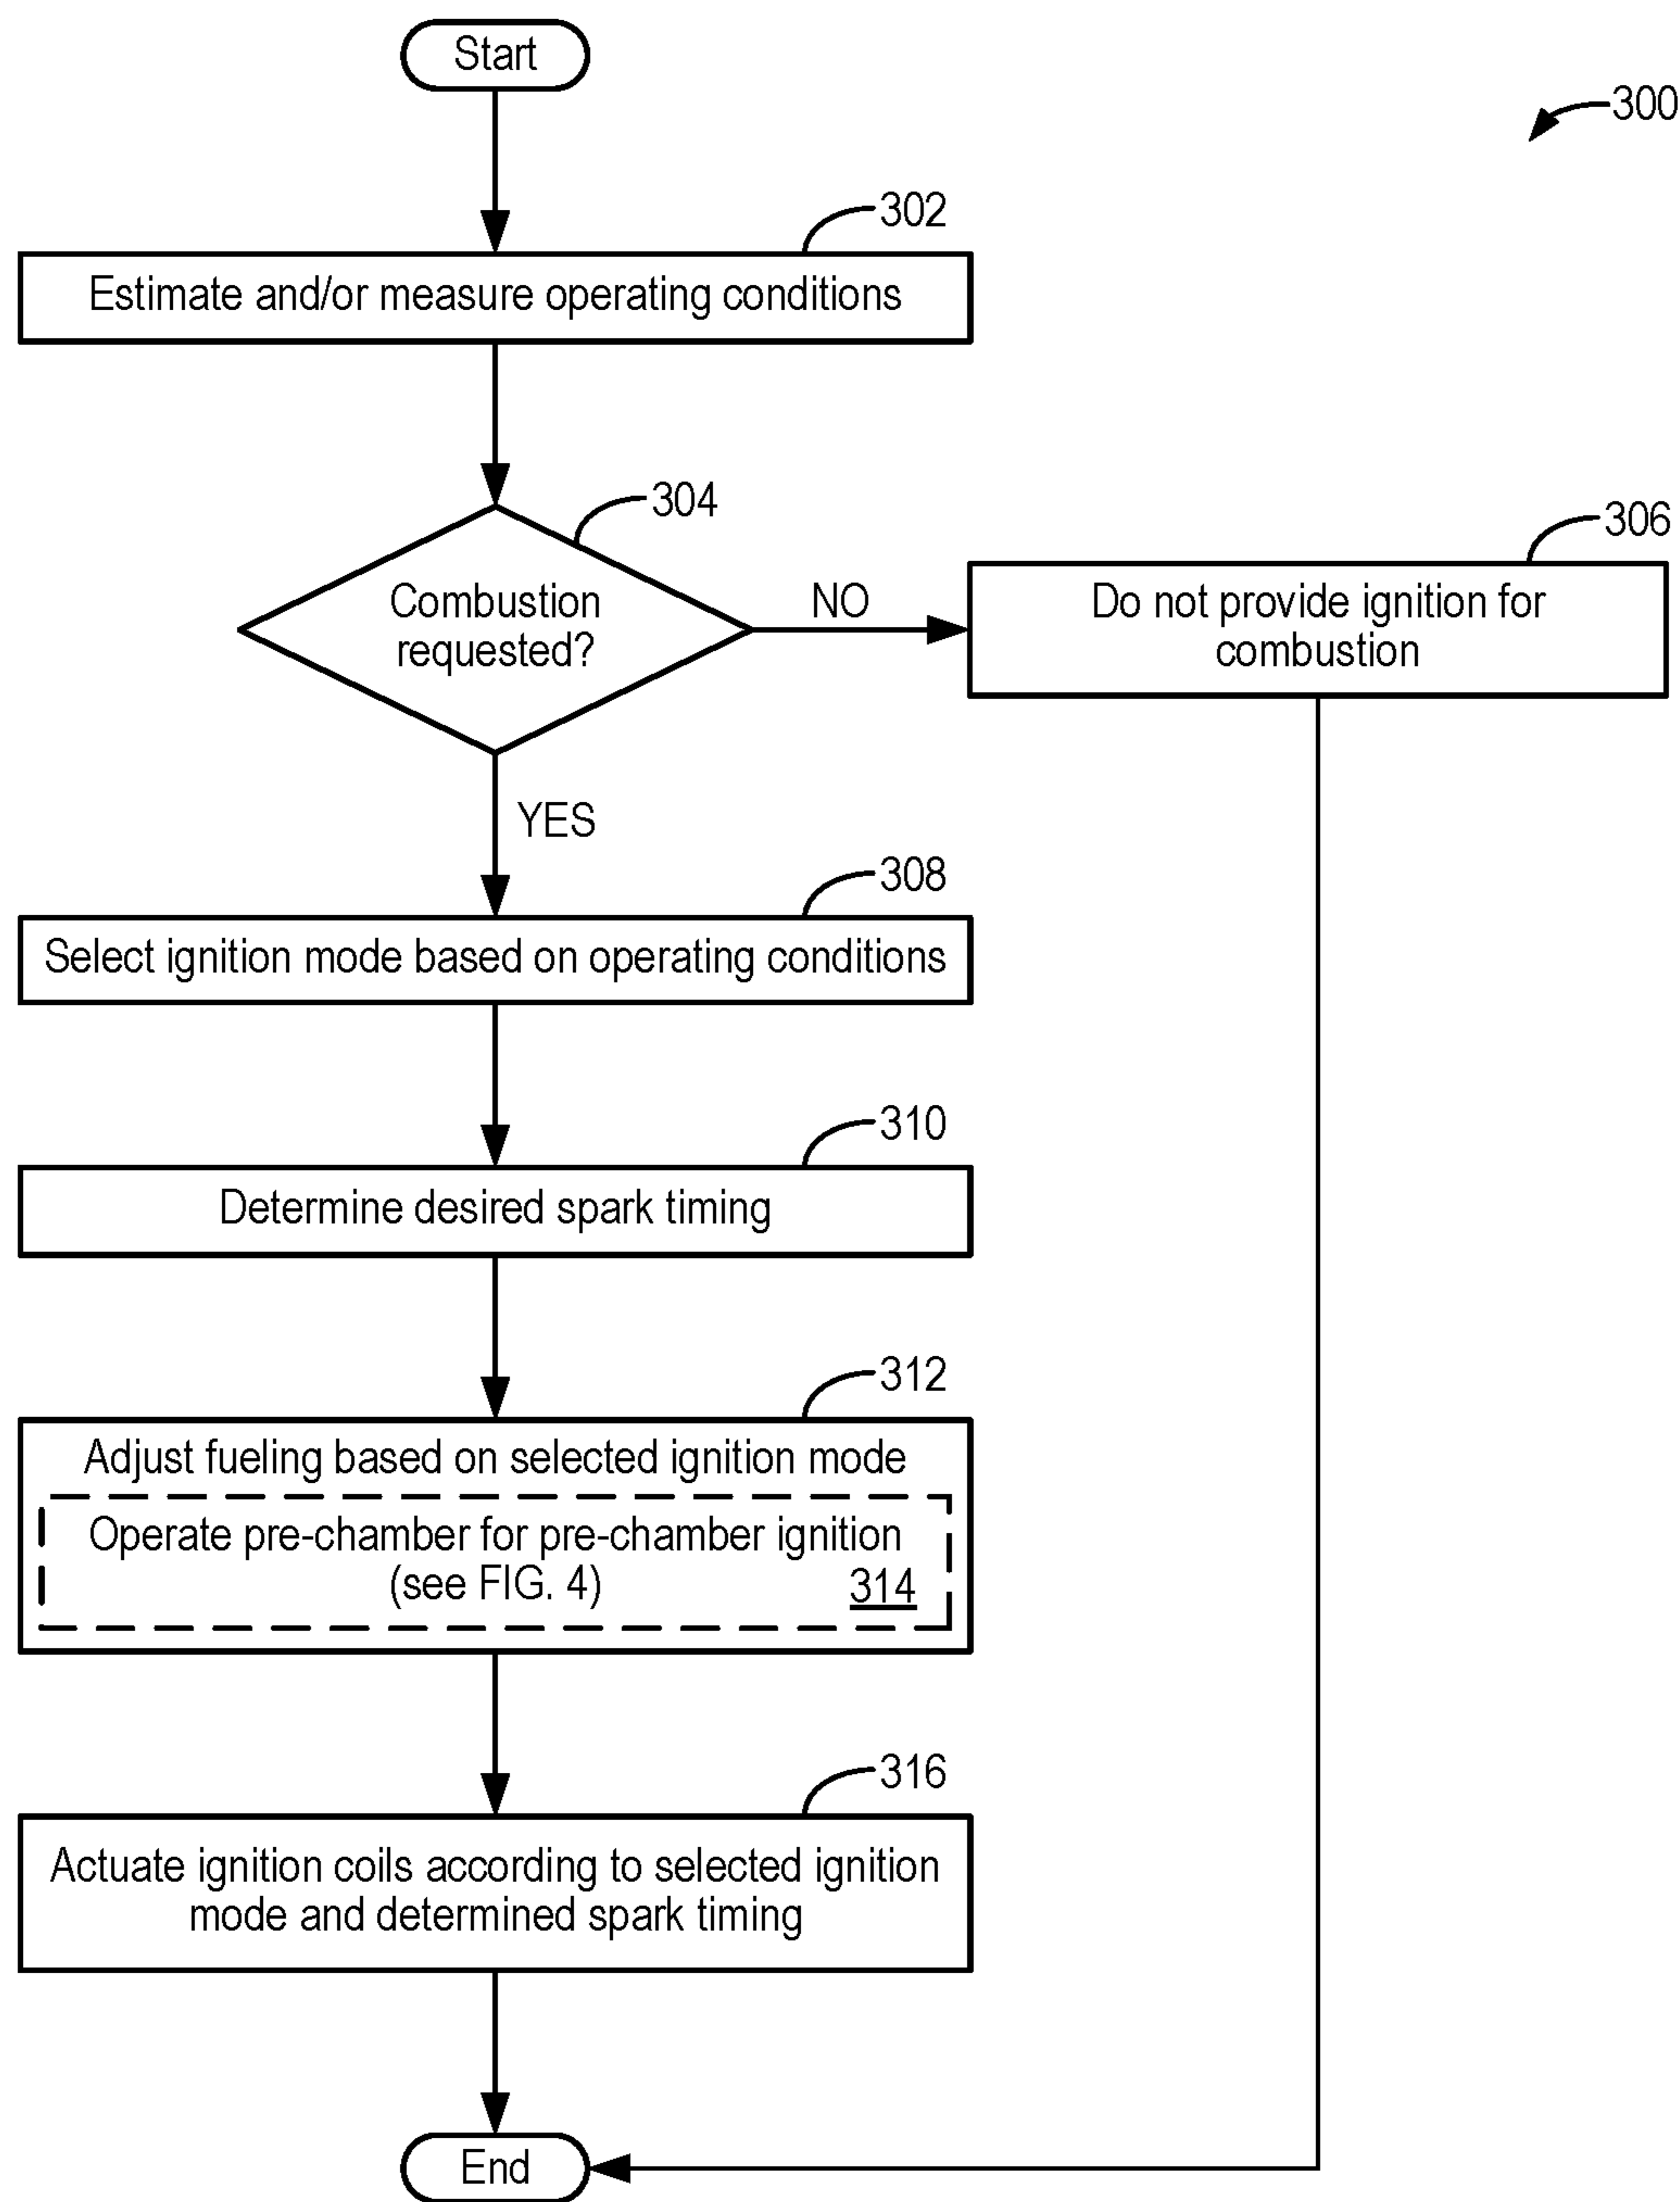 Start
300
302
Estimate and/or measure operating conditions
304
Combustion
requested?
NO
306
Do not provide ignition for
combustion
YES
308
Select ignition mode based on operating conditions
310
Determine desired spark timing
312
Adjust fueling based on selected ignition mode
Operate pre-chamber for pre-chamber ignition
(see FIG. 4) 314
316
Actuate ignition coils according to selected ignition
mode and determined spark timing
End